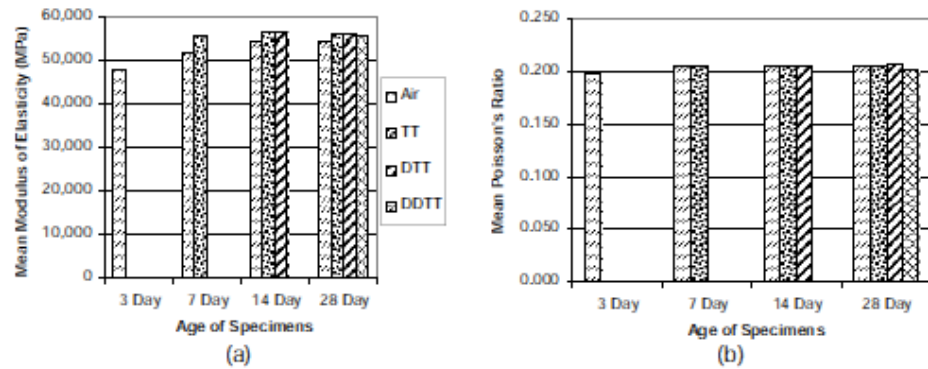 Mean Modulus of Elasticity (MPa)
60,000
50,000
40,000
30,000
20,000
10,000
0
3 Day 7 Day 14 Day 28 Day
Age of Specimens
(a)
Air
TT
DTT
DDTT
Mean Poisson's Ratio
0.250
0.200
0.150
0.100
0.050
0.000
3 Day 7 Day 14 Day 28 Day
Age of Specimens
(b)